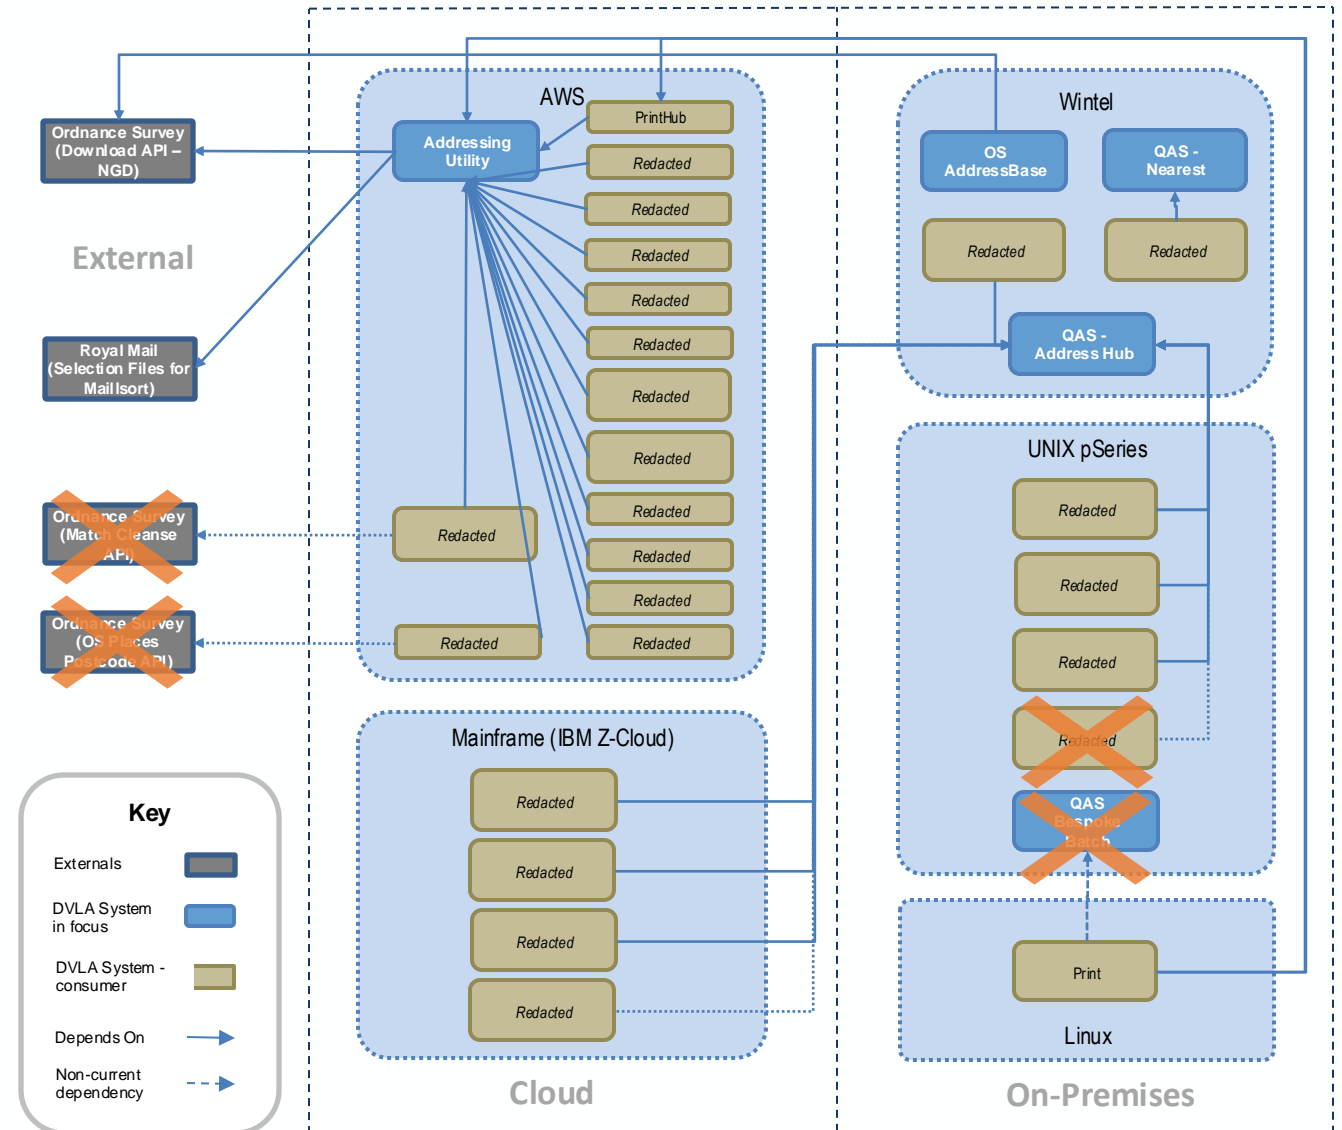 Ordnance Survey
(Download API –
NGD)
External
Royal Mail
(Selection Files for
Maillsort)
Ordnance Survey
(Match Cleanse
API)
Ordnance Survey
(OS Places
Postcode API)
Key
Externals
DVLA System
in focus
DVLA System -
consumer
Depends On
Non-current
dependency
AWS
Addressing
Utility
PrintHub
Redacted
Redacted
Redacted
Redacted
Redacted
Redacted
Redacted
Redacted
Redacted
Redacted
Redacted
Redacted
Redacted
Mainframe (IBM Z-Cloud)
Redacted
Redacted
Redacted
Redacted
Cloud
Wintel
OS
AddressBase
QAS -
Nearest
Redacted
Redacted
QAS -
Address Hub
UNIX pSeries
Redacted
Redacted
Redacted
Redacted
QAS
Bespoke
Batch
Print
Linux
On-Premises